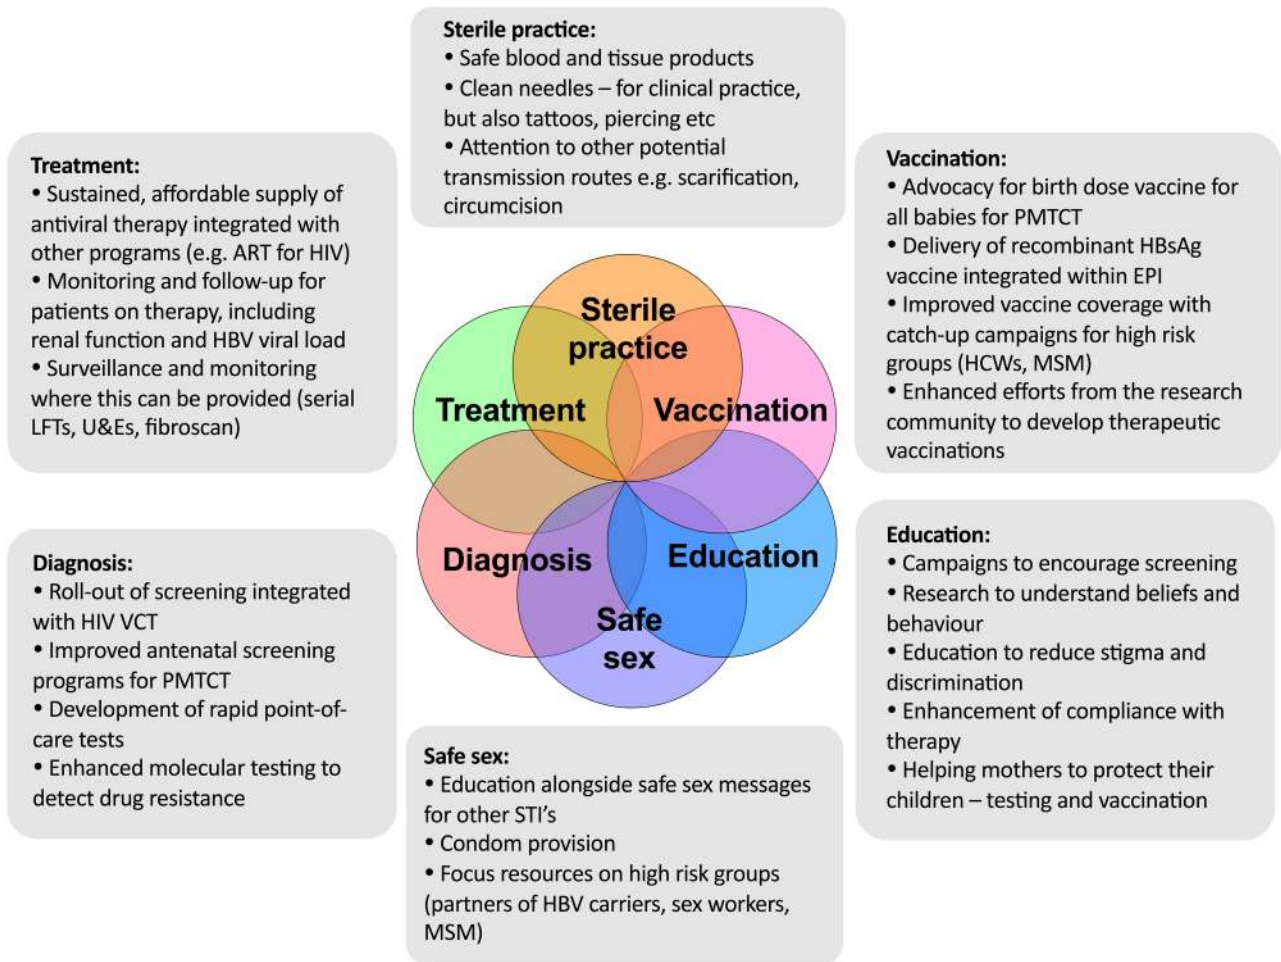 Sterile practice:
• Safe blood and tissue products
• Clean needles – for clinical practice,
but also tattoos, piercing etc
• Attention to other potential
transmission routes e.g. scarification,
circumcision
Treatment:
• Sustained, affordable supply of
antiviral therapy integrated with
other programs (e.g. ART for HIV)
• Monitoring and follow-up for
patients on therapy, including
renal function and HBV viral load
• Surveillance and monitoring
where this can be provided (serial
LFTs, U&Es, fibroscan)
Vaccination:
• Advocacy for birth dose vaccine for
all babies for PMTCT
• Delivery of recombinant HBsAg
vaccine integrated within EPI
• Improved vaccine coverage with
catch-up campaigns for high risk
groups (HCWs, MSM)
• Enhanced efforts from the research
community to develop therapeutic
vaccinations
Sterile
practice
Treatment
Vaccination
Diagnosis
Education
Safe
sex
Diagnosis:
• Roll-out of screening integrated
with HIV VCT
• Improved antenatal screening
programs for PMTCT
• Development of rapid point-of-
care tests
• Enhanced molecular testing to
detect drug resistance
Education:
• Campaigns to encourage screening
• Research to understand beliefs and
behaviour
• Education to reduce stigma and
discrimination
• Enhancement of compliance with
therapy
• Helping mothers to protect their
children – testing and vaccination
Safe sex:
• Education alongside safe sex messages
for other STI’s
• Condom provision
• Focus resources on high risk groups
(partners of HBV carriers, sex workers,
MSM)